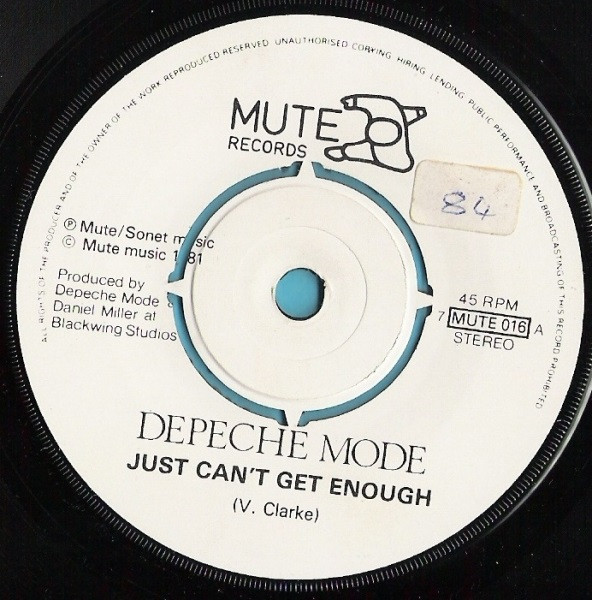 ALL RIGHTS OF THE PRODUCER AND OF THE OWNER OF THE WORK REPRODUCED RESERVED. UNAUTHORISED COPYING, HIRING, LENDING, PUBLIC PERFORMANCE AND BROADCASTING OF THIS RECORD PROHIBITED
MUTE
RECORDS
84
℗ Mute/Sonet music
© Mute music 1981
Produced by
Depeche Mode &
Daniel Miller at
Blackwing Studios
45 RPM
7 MUTE 016 A
STEREO
DEPECHE MODE
JUST CAN'T GET ENOUGH
(V. Clarke)